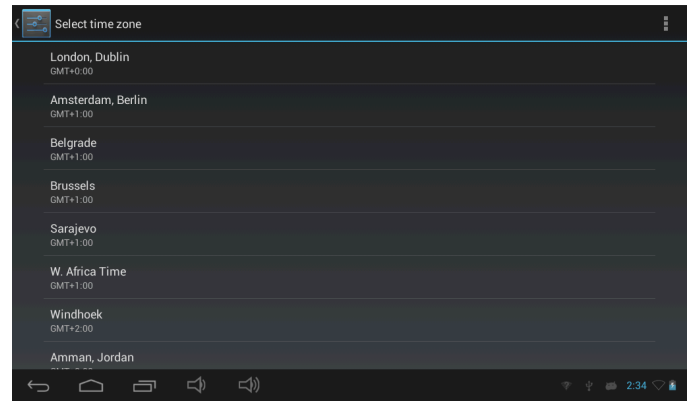 Select time zone
London, Dublin
GMT+0:00
Amsterdam, Berlin
GMT+1:00
Belgrade
GMT+1:00
Brussels
GMT+1:00
Sarajevo
GMT+1:00
W. Africa Time
GMT+1:00
Windhoek
GMT+2:00
Amman, Jordan
2:34